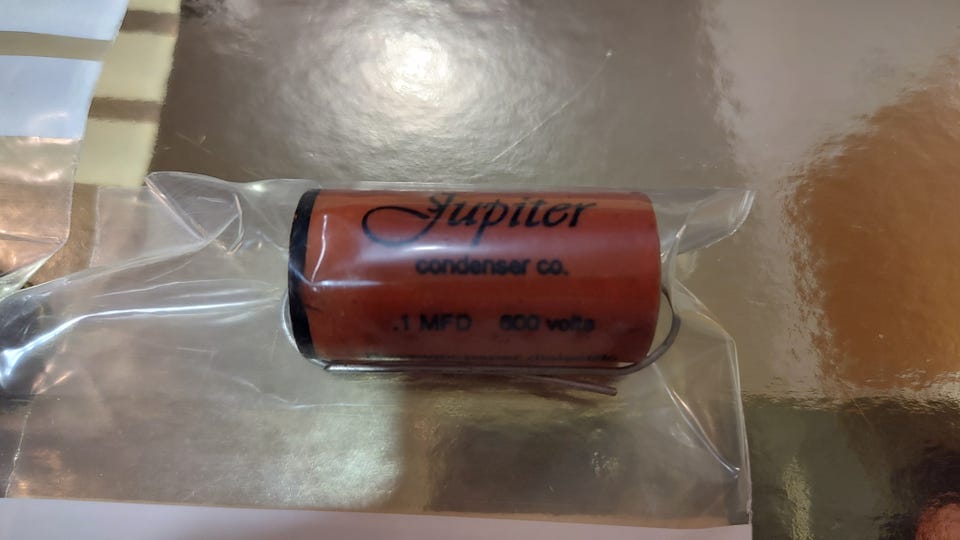 Jupiter
condenser co.
.1 MFD 600 volts